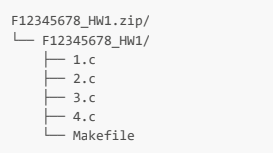 F12345678_HW1.zip/
└── F12345678_HW1/
    ├── 1.c
    ├── 2.c
    ├── 3.c
    ├── 4.c
    └── Makefile